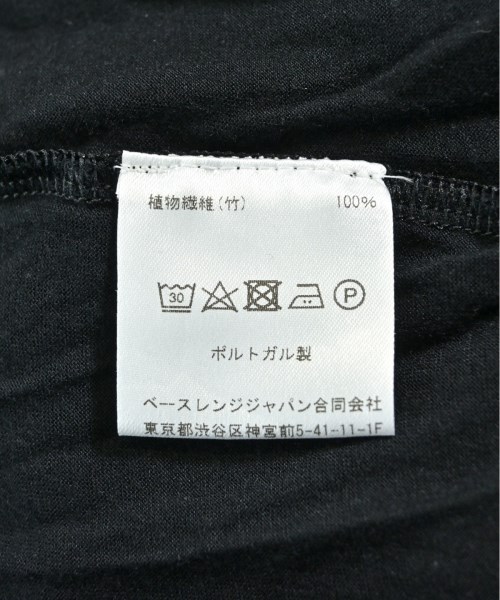 植物繊維（竹） 100%
30 P
ポルトガル製
ベースレンジジャパン合同会社
東京都渋谷区神宮前5-41-11-1F